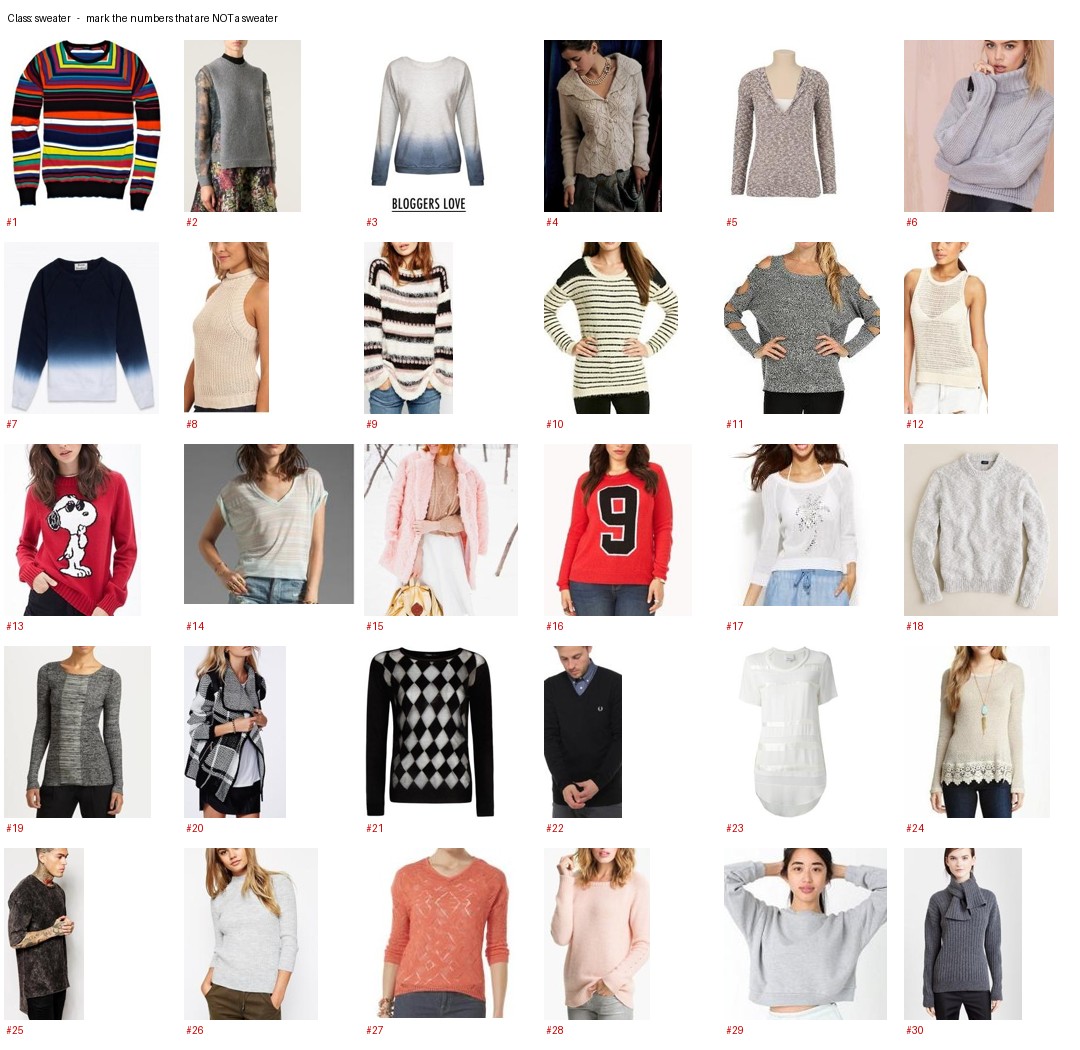 Class: sweater - mark the numbers that are NOT a sweater
BLOGGERS LOVE
#1 #2 #3 #4 #5 #6
#7 #8 #9 #10 #11 #12
9
#13 #14 #15 #16 #17 #18
#19 #20 #21 #22 #23 #24
#25 #26 #27 #28 #29 #30